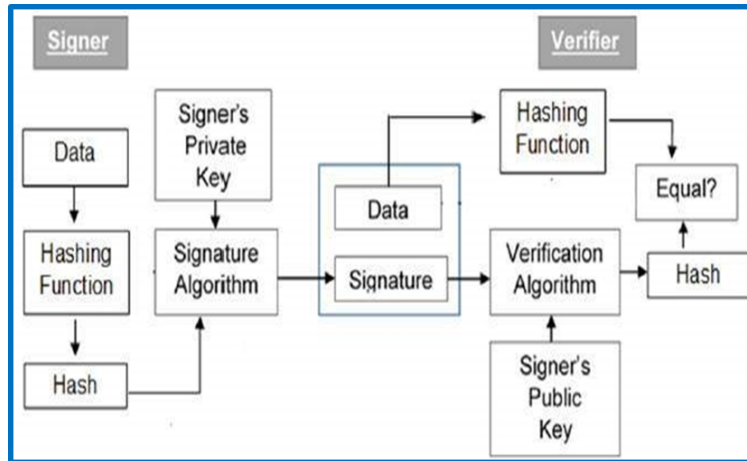 Signer
Verifier
Data
Hashing
Function
Hash
Signer's
Private
Key
Signature
Algorithm
Data
Signature
Hashing
Function
Verification
Algorithm
Signer's
Public
Key
Equal?
Hash